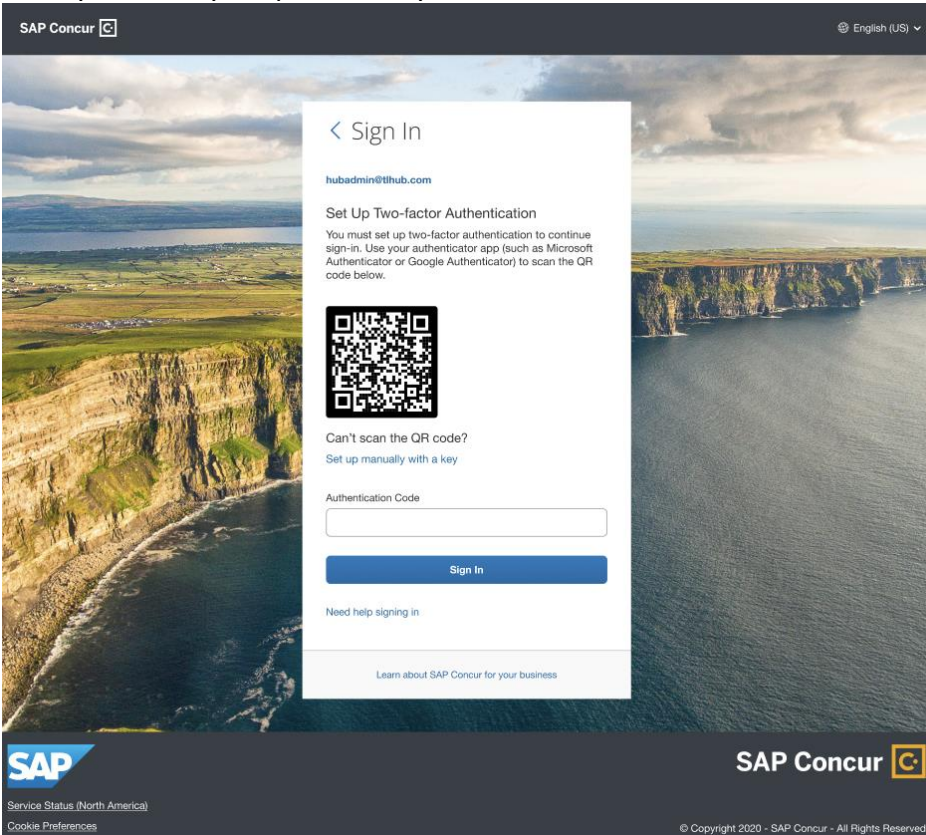 SAP Concur C
English (US)
Sign In
hubadmin@tlhub.com
Set Up Two-factor Authentication
You must set up two-factor authentication to continue
sign-in. Use your authenticator app (such as Microsoft
Authenticator or Google Authenticator) to scan the QR
code below.
Can't scan the QR code?
Set up manually with a key
Authentication Code
Sign In
Need help signing in
Learn about SAP Concur for your business
SAP
SAP Concur C
Service Status (North America)
Cookie Preferences
© Copyright 2020 - SAP Concur - All Rights Reserved